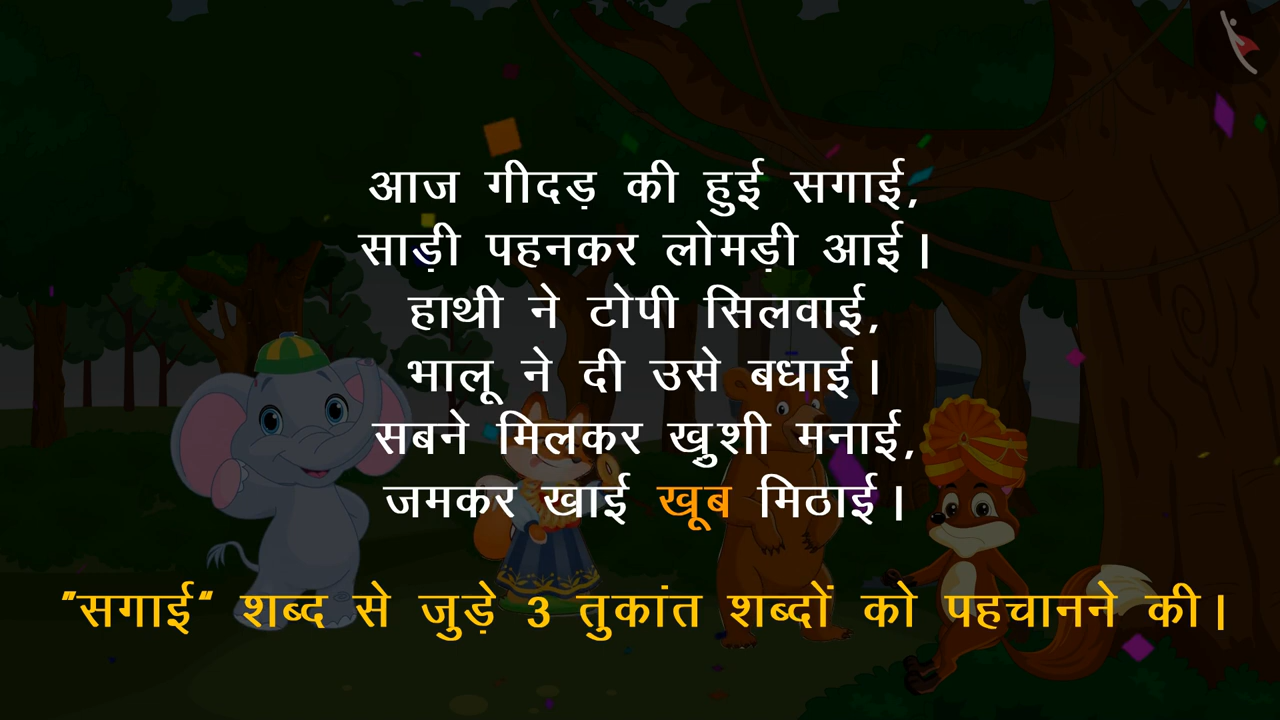 आज गीदड़ की हुई सगाई,
साड़ी पहनकर लोमड़ी आई।
हाथी ने टोपी सिलवाई,
भालू ने दी उसे बधाई।
सबने मिलकर खुशी मनाई,
जमकर खाई खूब मिठाई।
"सगाई" शब्द से जुड़े 3 तुकांत शब्दों को पहचानने की।